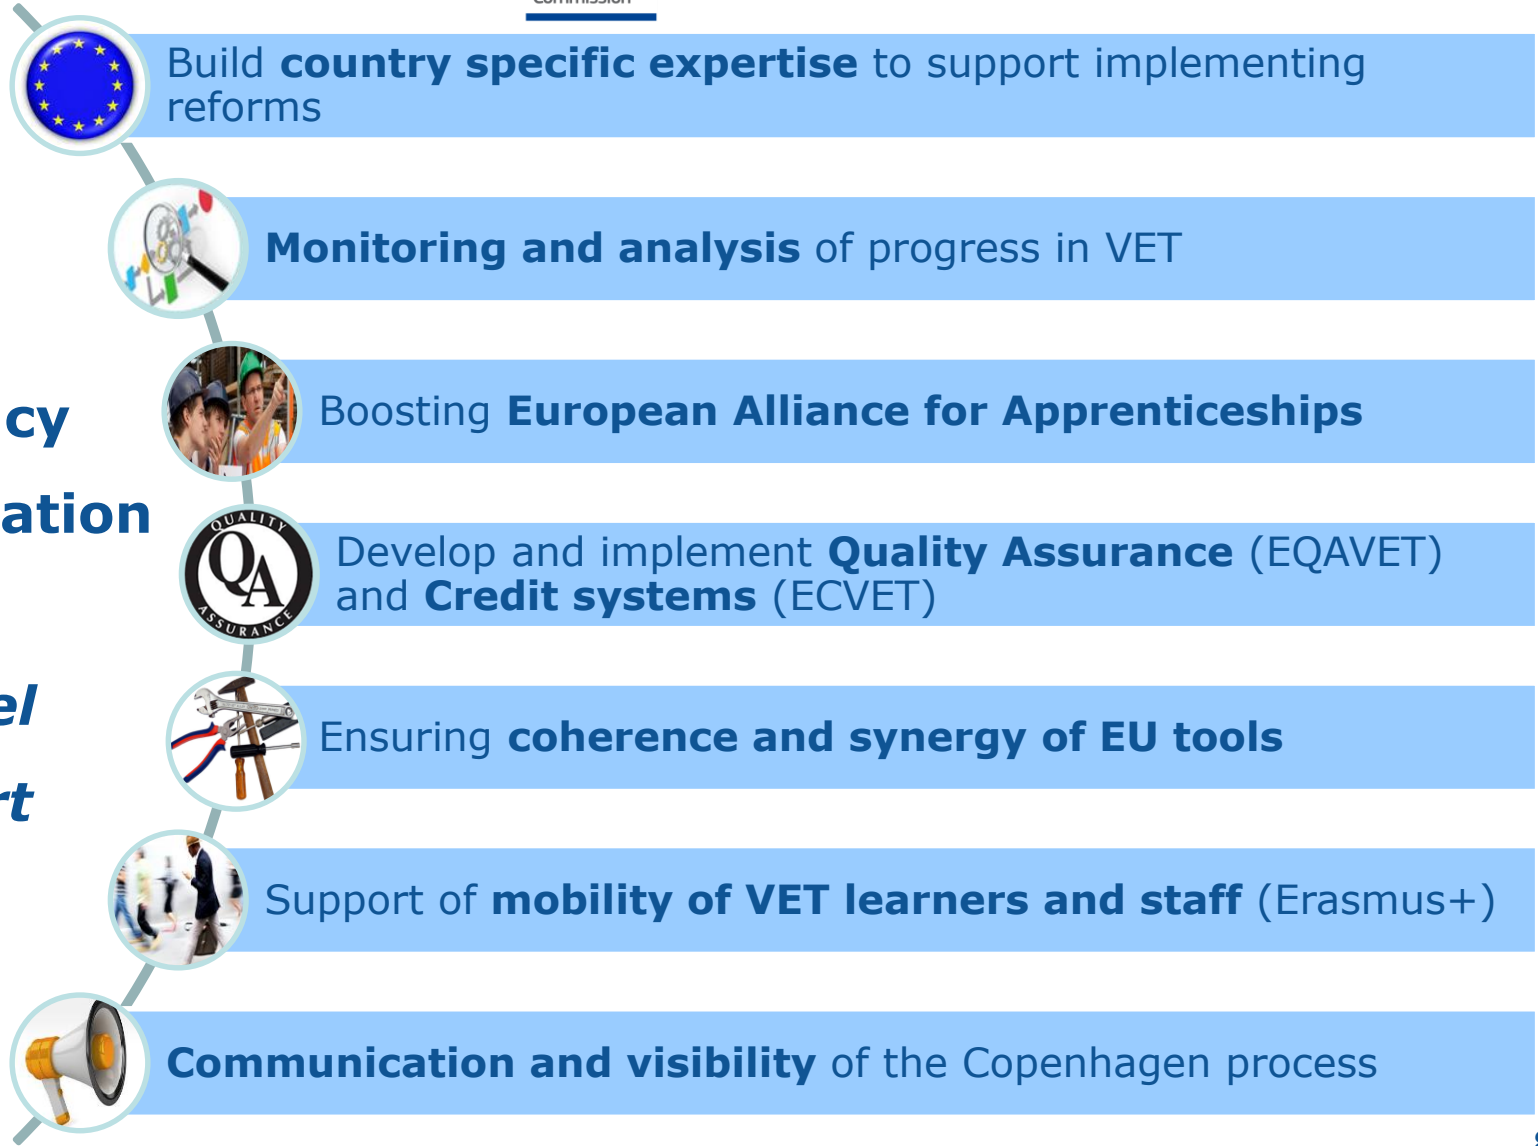 Commission
Build country specific expertise to support implementing
reforms
Monitoring and analysis of progress in VET
Boosting European Alliance for Apprenticeships
cy
ation
QUALITY
QA
ASSURANCE
Develop and implement Quality Assurance (EQAVET)
and Credit systems (ECVET)
el
rt
Ensuring coherence and synergy of EU tools
Support of mobility of VET learners and staff (Erasmus+)
Communication and visibility of the Copenhagen process